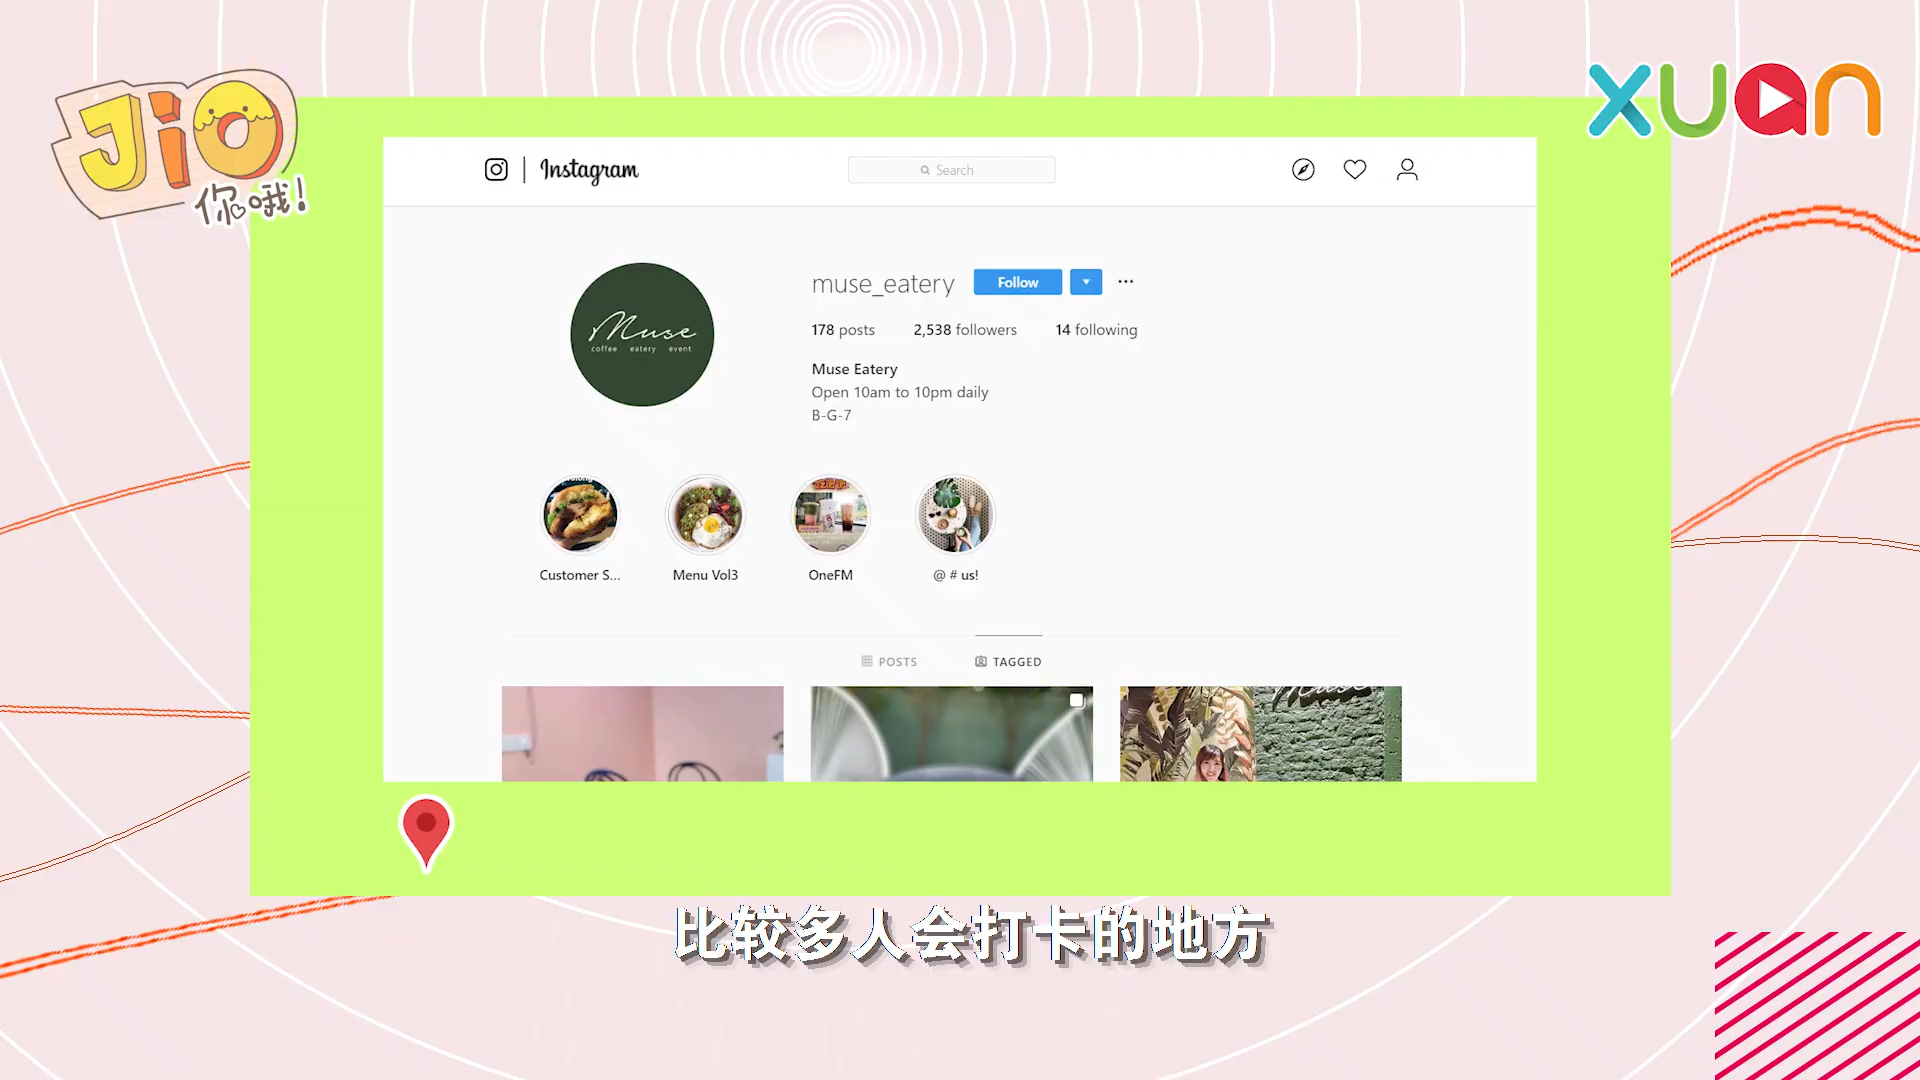 JiO
你哦!
xuan
Instagram
Search
muse_eatery
Follow
178 posts 2,538 followers 14 following
Muse
coffee eatery event
Muse Eatery
Open 10am to 10pm daily
B-G-7
Customer S... Menu Vol3 OneFM @ # us!
POSTS TAGGED
Muse
比较多人会打卡的地方